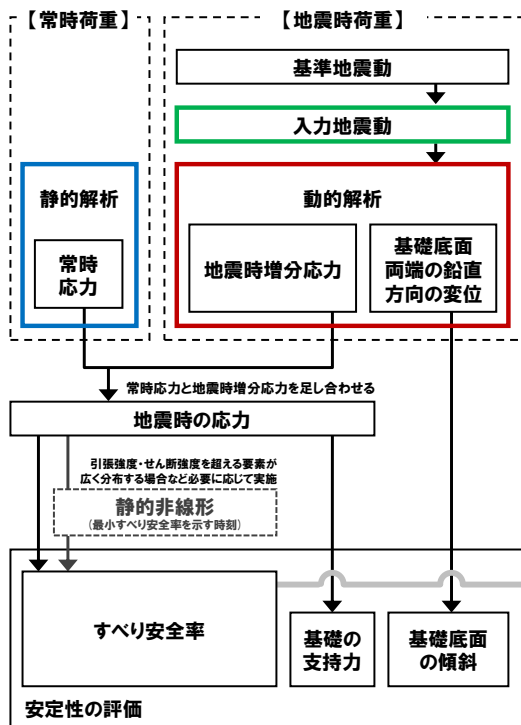 【常時荷重】
【地震時荷重】
基準地震動
入力地震動
静的解析
常時
応力
動的解析
地震時増分応力
基礎底面
両端の鉛直
方向の変位
常時応力と地震時増分応力を足し合わせる
地震時の応力
引張強度・せん断強度を超える要素が
広く分布する場合など必要に応じて実施
静的非線形
(最小すべり安全率を示す時刻)
すべり安全率
基礎の
支持力
基礎底面
の傾斜
安定性の評価